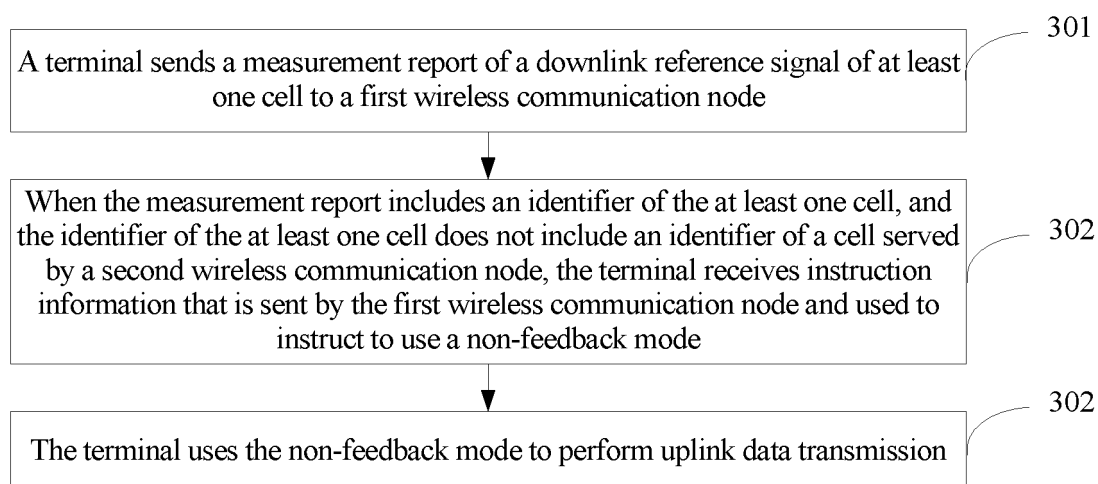 301
A terminal sends a measurement report of a downlink reference signal of at least
one cell to a first wireless communication node
When the measurement report includes an identifier of the at least one cell, and
the identifier of the at least one cell does not include an identifier of a cell served
by a second wireless communication node, the terminal receives instruction
information that is sent by the first wireless communication node and used to
instruct to use a non-feedback mode
302
The terminal uses the non-feedback mode to perform uplink data transmission
302